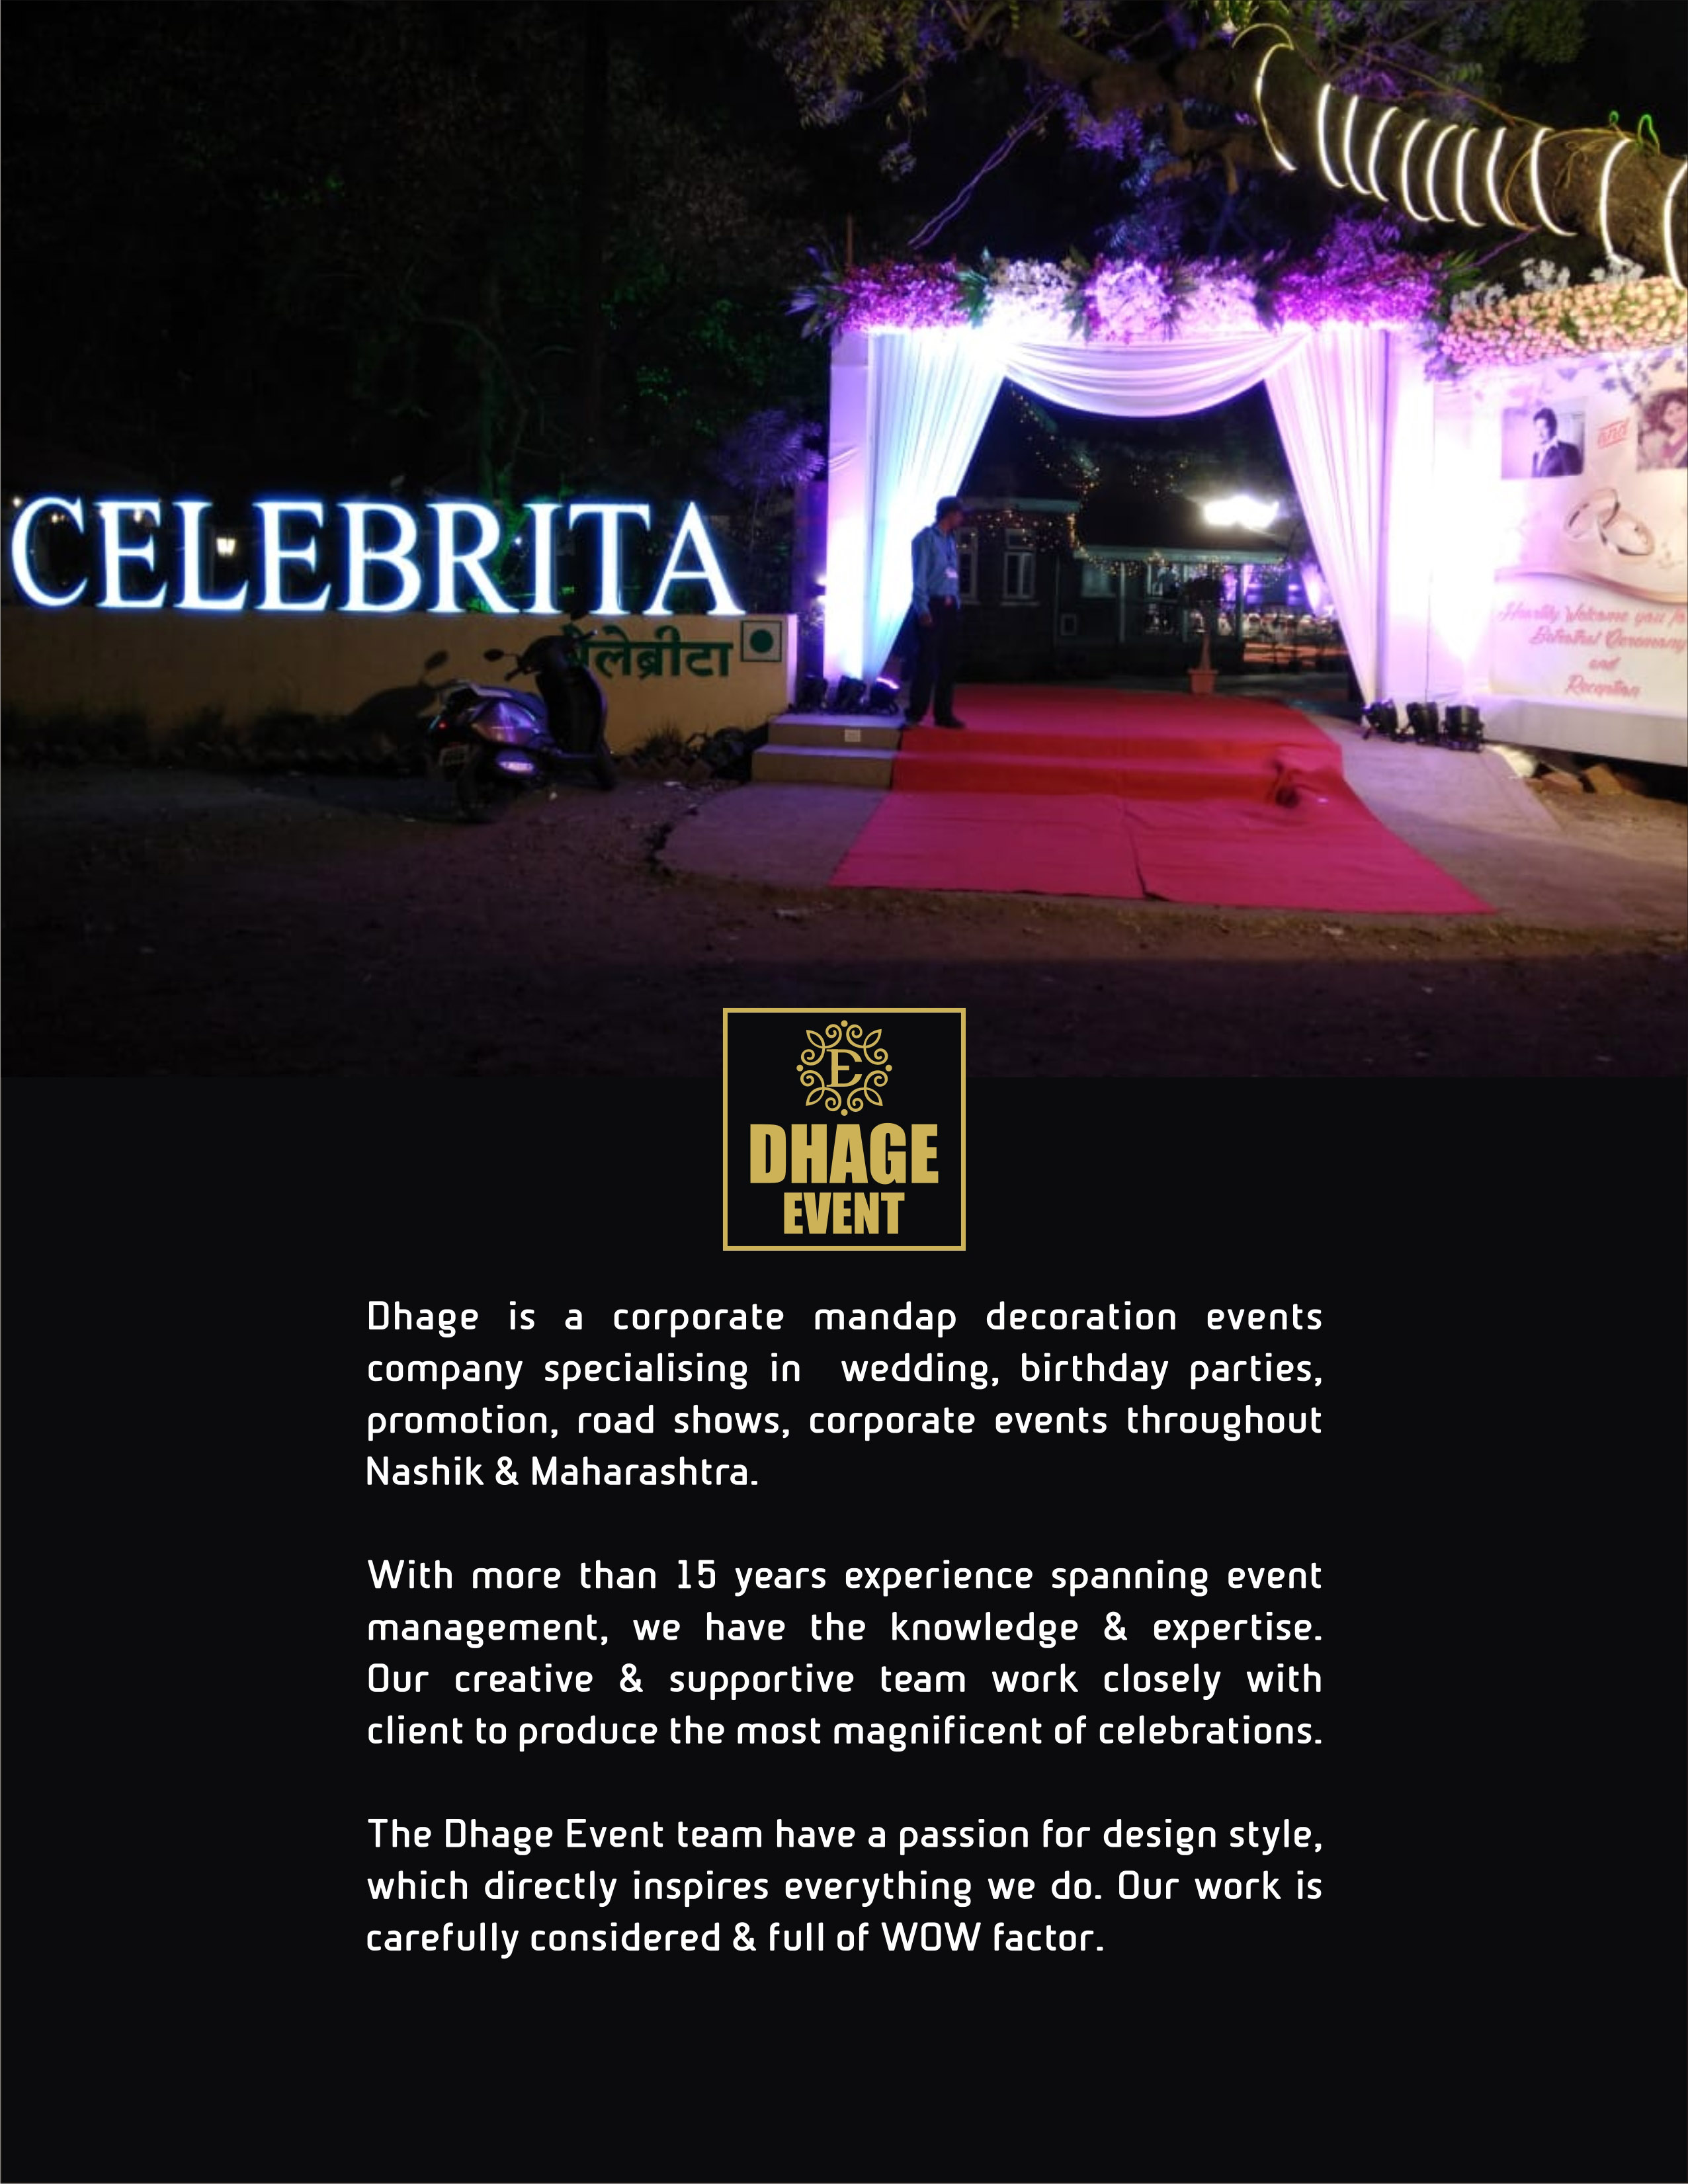 CELEBRITA
सेलेब्रीटा
and
Heartly Welcome you for
Betrothal Ceremony
and
Reception
E
DHAGE
EVENT
Dhage is a corporate mandap decoration events
company specialising in wedding, birthday parties,
promotion, road shows, corporate events throughout
Nashik & Maharashtra.
With more than 15 years experience spanning event
management, we have the knowledge & expertise.
Our creative & supportive team work closely with
client to produce the most magnificent of celebrations.
The Dhage Event team have a passion for design style,
which directly inspires everything we do. Our work is
carefully considered & full of WOW factor.